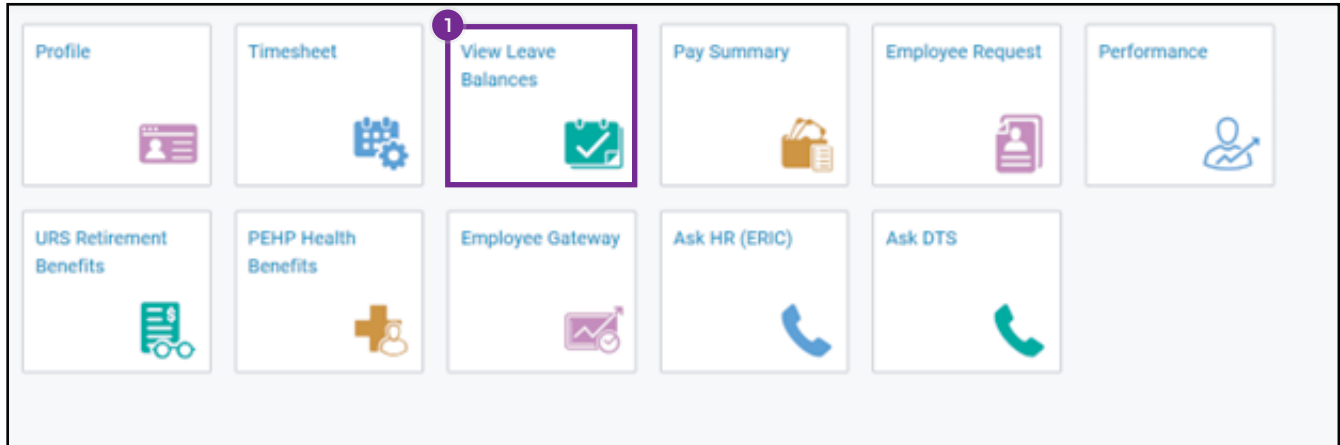 1
Profile
Timesheet
View Leave
Balances
Pay Summary
Employee Request
Performance
URS Retirement
Benefits
PEHP Health
Benefits
Employee Gateway
Ask HR (ERIC)
Ask DTS